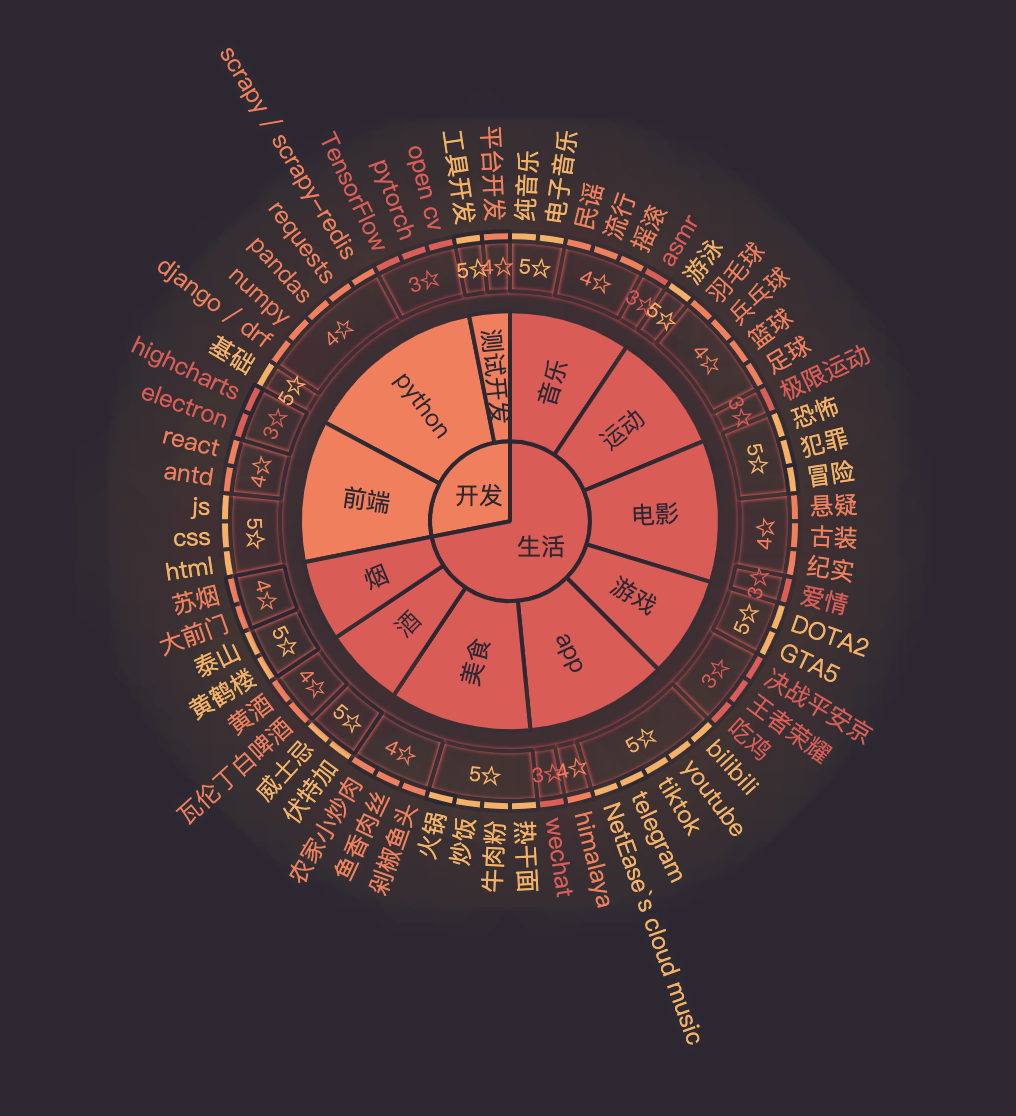 生活
开发
音乐
运动
电影
游戏
app
美食
酒
烟
前端
python
测试开发
5☆
4☆
3☆
5☆
4☆
3☆
5☆
4☆
3☆
5☆
3☆
5☆
4☆
3☆
5☆
4☆
5☆
4☆
5☆
4☆
5☆
4☆
3☆
5☆
4☆
3☆
5☆
4☆
纯音乐
电子音乐
民谣
流行
摇滚
asmr
游泳
羽毛球
乒乓球
篮球
足球
极限运动
恐怖
犯罪
冒险
悬疑
古装
纪实
爱情
DOTA2
GTA5
决战平安京
王者荣耀
吃鸡
bilibili
youtube
tiktok
telegram
NetEase`s cloud music
himalaya
wechat
热干面
牛肉粉
炒饭
火锅
剁椒鱼头
鱼香肉丝
农家小炒肉
伏特加
威士忌
瓦伦丁白啤酒
黄酒
黄鹤楼
泰山
大前门
苏烟
html
css
js
antd
react
electron
highcharts
基础
django / drf
numpy
pandas
requests
scrapy / scrapy-redis
TensorFlow
pytorch
open cv
工具开发
平台开发